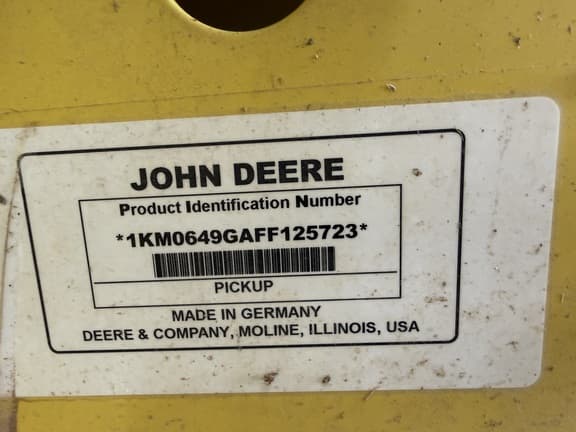 JOHN DEERE
Product Identification Number
*1KM0649GAFF125723*
PICKUP
MADE IN GERMANY
DEERE & COMPANY, MOLINE, ILLINOIS, USA